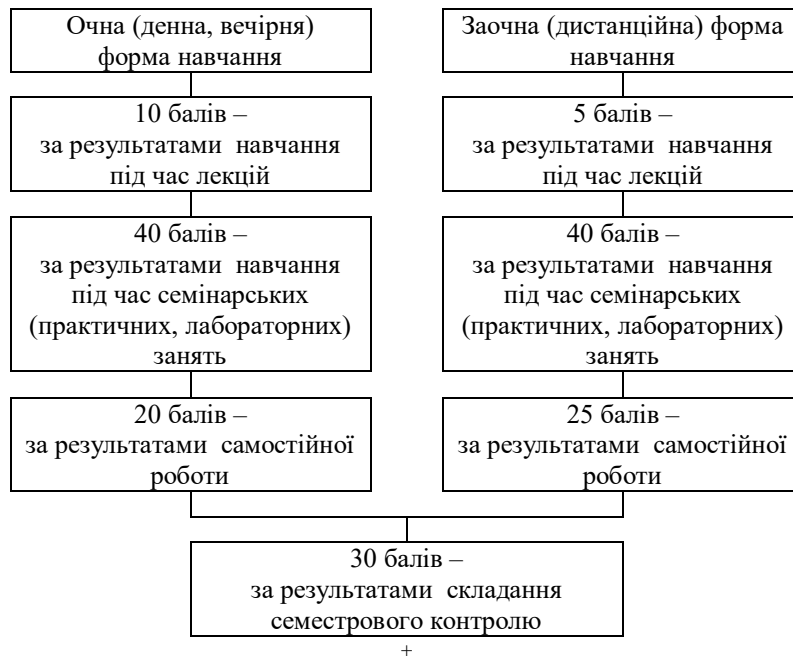 Очна (денна, вечірня)
форма навчання
10 балів –
за результатами навчання
під час лекцій
40 балів –
за результатами навчання
під час семінарських
(практичних, лабораторних)
занять
20 балів –
за результатами самостійної
роботи
Заочна (дистанційна) форма
навчання
5 балів –
за результатами навчання
під час лекцій
40 балів –
за результатами навчання
під час семінарських
(практичних, лабораторних)
занять
25 балів –
за результатами самостійної
роботи
30 балів –
за результатами складання
семестрового контролю
+